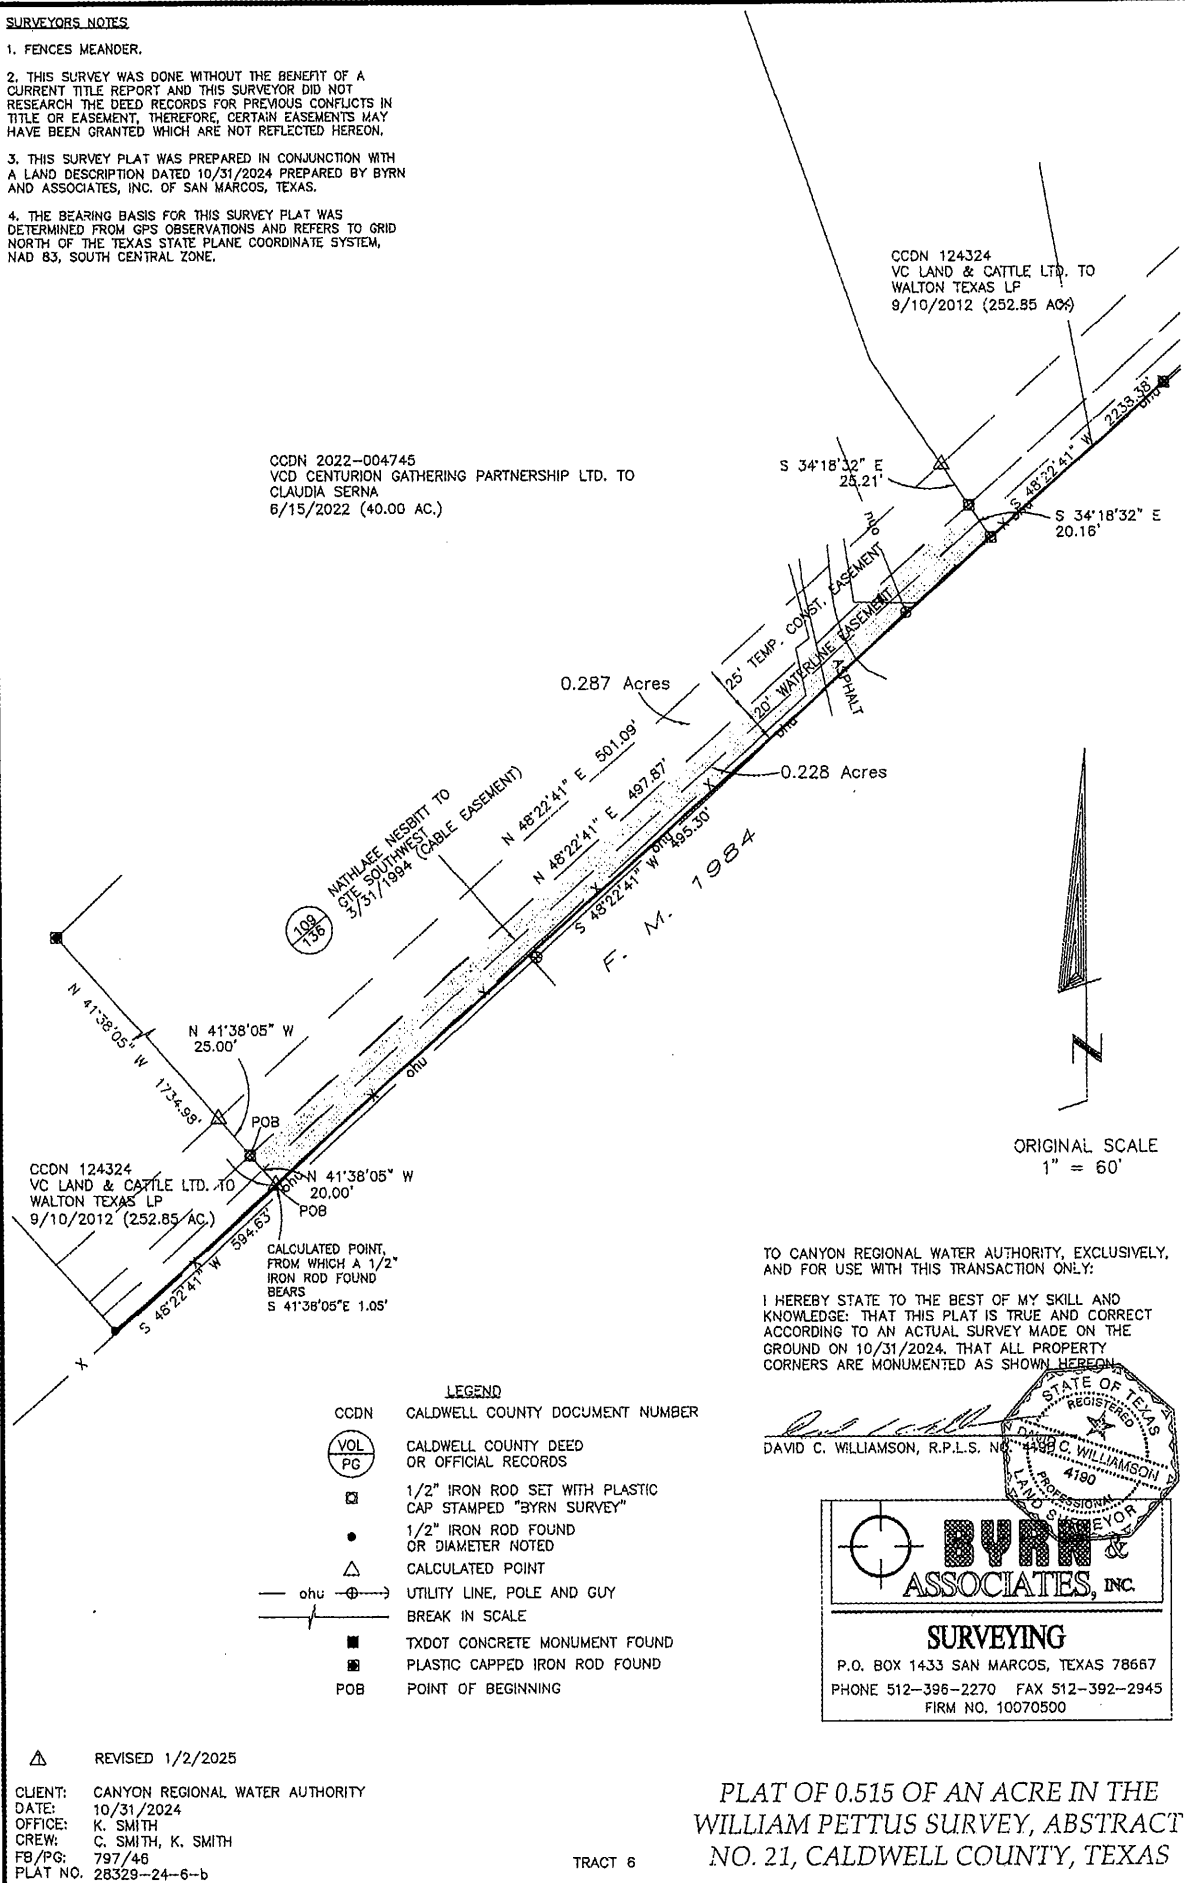 SURVEYORS NOTES
1. FENCES MEANDER.
2. THIS SURVEY WAS DONE WITHOUT THE BENEFIT OF A
CURRENT TITLE REPORT AND THIS SURVEYOR DID NOT
RESEARCH THE DEED RECORDS FOR PREVIOUS CONFLICTS IN
TITLE OR EASEMENT, THEREFORE, CERTAIN EASEMENTS MAY
HAVE BEEN GRANTED WHICH ARE NOT REFLECTED HEREON.
3. THIS SURVEY PLAT WAS PREPARED IN CONJUNCTION WITH
A LAND DESCRIPTION DATED 10/31/2024 PREPARED BY BYRN
AND ASSOCIATES, INC. OF SAN MARCOS, TEXAS.
4. THE BEARING BASIS FOR THIS SURVEY PLAT WAS
DETERMINED FROM GPS OBSERVATIONS AND REFERS TO GRID
NORTH OF THE TEXAS STATE PLANE COORDINATE SYSTEM,
NAD 83, SOUTH CENTRAL ZONE.
CCDN 124324
VC LAND & CATTLE LTD. TO
WALTON TEXAS LP
9/10/2012 (252.85 AC.)
S 48°22'41" W 2238.38'
ohu
CCDN 2022-004745
VCD CENTURION GATHERING PARTNERSHIP LTD. TO
CLAUDIA SERNA
6/15/2022 (40.00 AC.)
S 34°18'32" E
25.21'
S 34°18'32" E
20.16'
ohu
ohu
25' TEMP. CONST. EASEMENT
20' WATERLINE EASEMENT
ASPHALT
0.287 Acres
ohu
0.228 Acres
N 48°22'41" E 501.09'
N 48°22'41" E 497.87'
ohu
S 48°22'41" W 495.30'
F. M. 1984
NATHLAEE NESBITT TO
GTE SOUTHWEST
3/31/1994 (CABLE EASEMENT)
109
136
N 41°38'05" W 1734.98'
N 41°38'05" W
25.00'
ohu
POB
CCDN 124324
VC LAND & CATTLE LTD. TO
WALTON TEXAS LP
9/10/2012 (252.85 AC.)
ohu
N 41°38'05" W
20.00'
POB
S 48°22'41" W 594.63'
CALCULATED POINT,
FROM WHICH A 1/2"
IRON ROD FOUND
BEARS
S 41°38'05"E 1.05'
N
ORIGINAL SCALE
1" = 60'
TO CANYON REGIONAL WATER AUTHORITY, EXCLUSIVELY,
AND FOR USE WITH THIS TRANSACTION ONLY:
I HEREBY STATE TO THE BEST OF MY SKILL AND
KNOWLEDGE: THAT THIS PLAT IS TRUE AND CORRECT
ACCORDING TO AN ACTUAL SURVEY MADE ON THE
GROUND ON 10/31/2024. THAT ALL PROPERTY
CORNERS ARE MONUMENTED AS SHOWN HEREON.
DAVID C. WILLIAMSON, R.P.L.S. NO. 4190
STATE OF TEXAS
REGISTERED
DAVID C. WILLIAMSON
4190
PROFESSIONAL
LAND SURVEYOR
LEGEND
CCDN CALDWELL COUNTY DOCUMENT NUMBER
VOL
PG
CALDWELL COUNTY DEED
OR OFFICIAL RECORDS
1/2" IRON ROD SET WITH PLASTIC
CAP STAMPED "BYRN SURVEY"
1/2" IRON ROD FOUND
OR DIAMETER NOTED
CALCULATED POINT
ohu UTILITY LINE, POLE AND GUY
BREAK IN SCALE
TXDOT CONCRETE MONUMENT FOUND
PLASTIC CAPPED IRON ROD FOUND
POB POINT OF BEGINNING
BYRN &
ASSOCIATES, INC.
SURVEYING
P.O. BOX 1433 SAN MARCOS, TEXAS 78667
PHONE 512-396-2270 FAX 512-392-2945
FIRM NO. 10070500
REVISED 1/2/2025
CLIENT: CANYON REGIONAL WATER AUTHORITY
DATE: 10/31/2024
OFFICE: K. SMITH
CREW: C. SMITH, K. SMITH
FB/PG: 797/46
PLAT NO. 28329-24-6-b
TRACT 6
PLAT OF 0.515 OF AN ACRE IN THE
WILLIAM PETTUS SURVEY, ABSTRACT
NO. 21, CALDWELL COUNTY, TEXAS